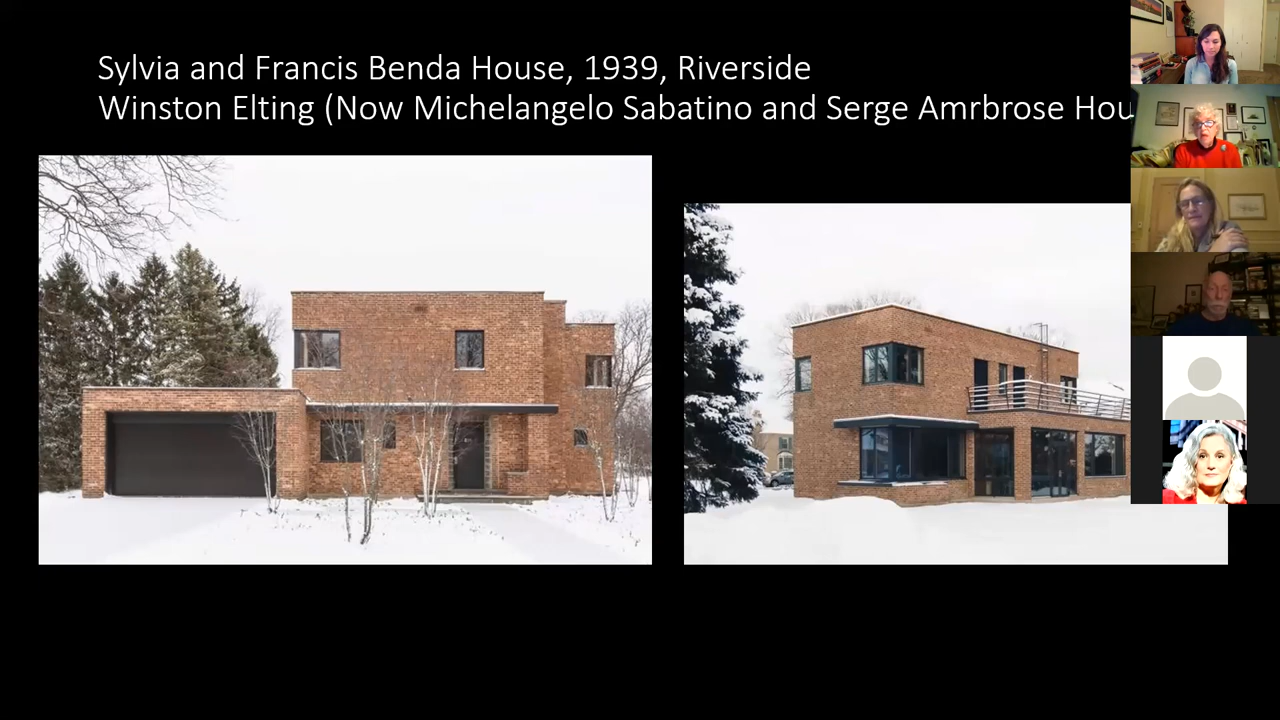 Sylvia and Francis Benda House, 1939, Riverside
Winston Elting (Now Michelangelo Sabatino and Serge Amrbrose Hou